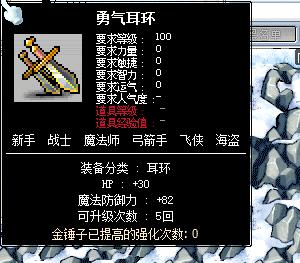 勇气耳环
要求等级： 100
要求力量： 0
要求敏捷： 0
要求智力： 0
要求运气： 0
要求人气度： -
道具等级： -
道具经验值： -
新手 战士 魔法师 弓箭手 飞侠 海盗
装备分类 : 耳环
HP : +30
魔法防御力 : +82
可升级次数 : 5回
金锤子已提高的强化次数: 0